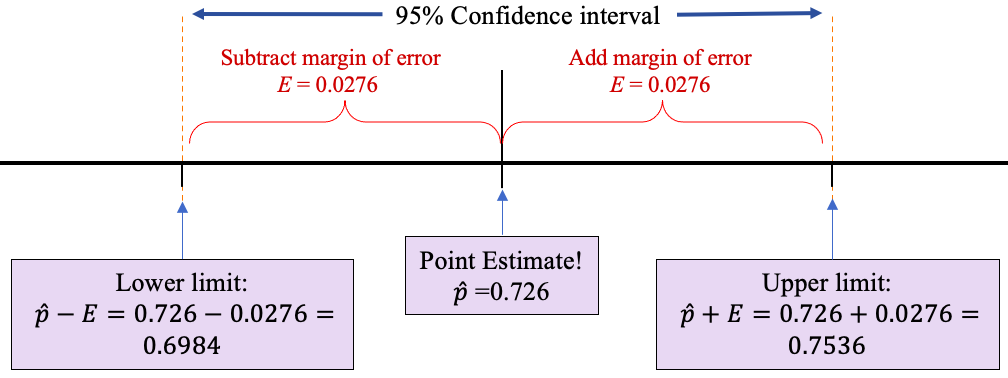 95% Confidence interval
Subtract margin of error
E = 0.0276
Add margin of error
E = 0.0276
Lower limit:
p̂ − E = 0.726 − 0.0276 =
0.6984
Point Estimate!
p̂ =0.726
Upper limit:
p̂ + E = 0.726 + 0.0276 =
0.7536